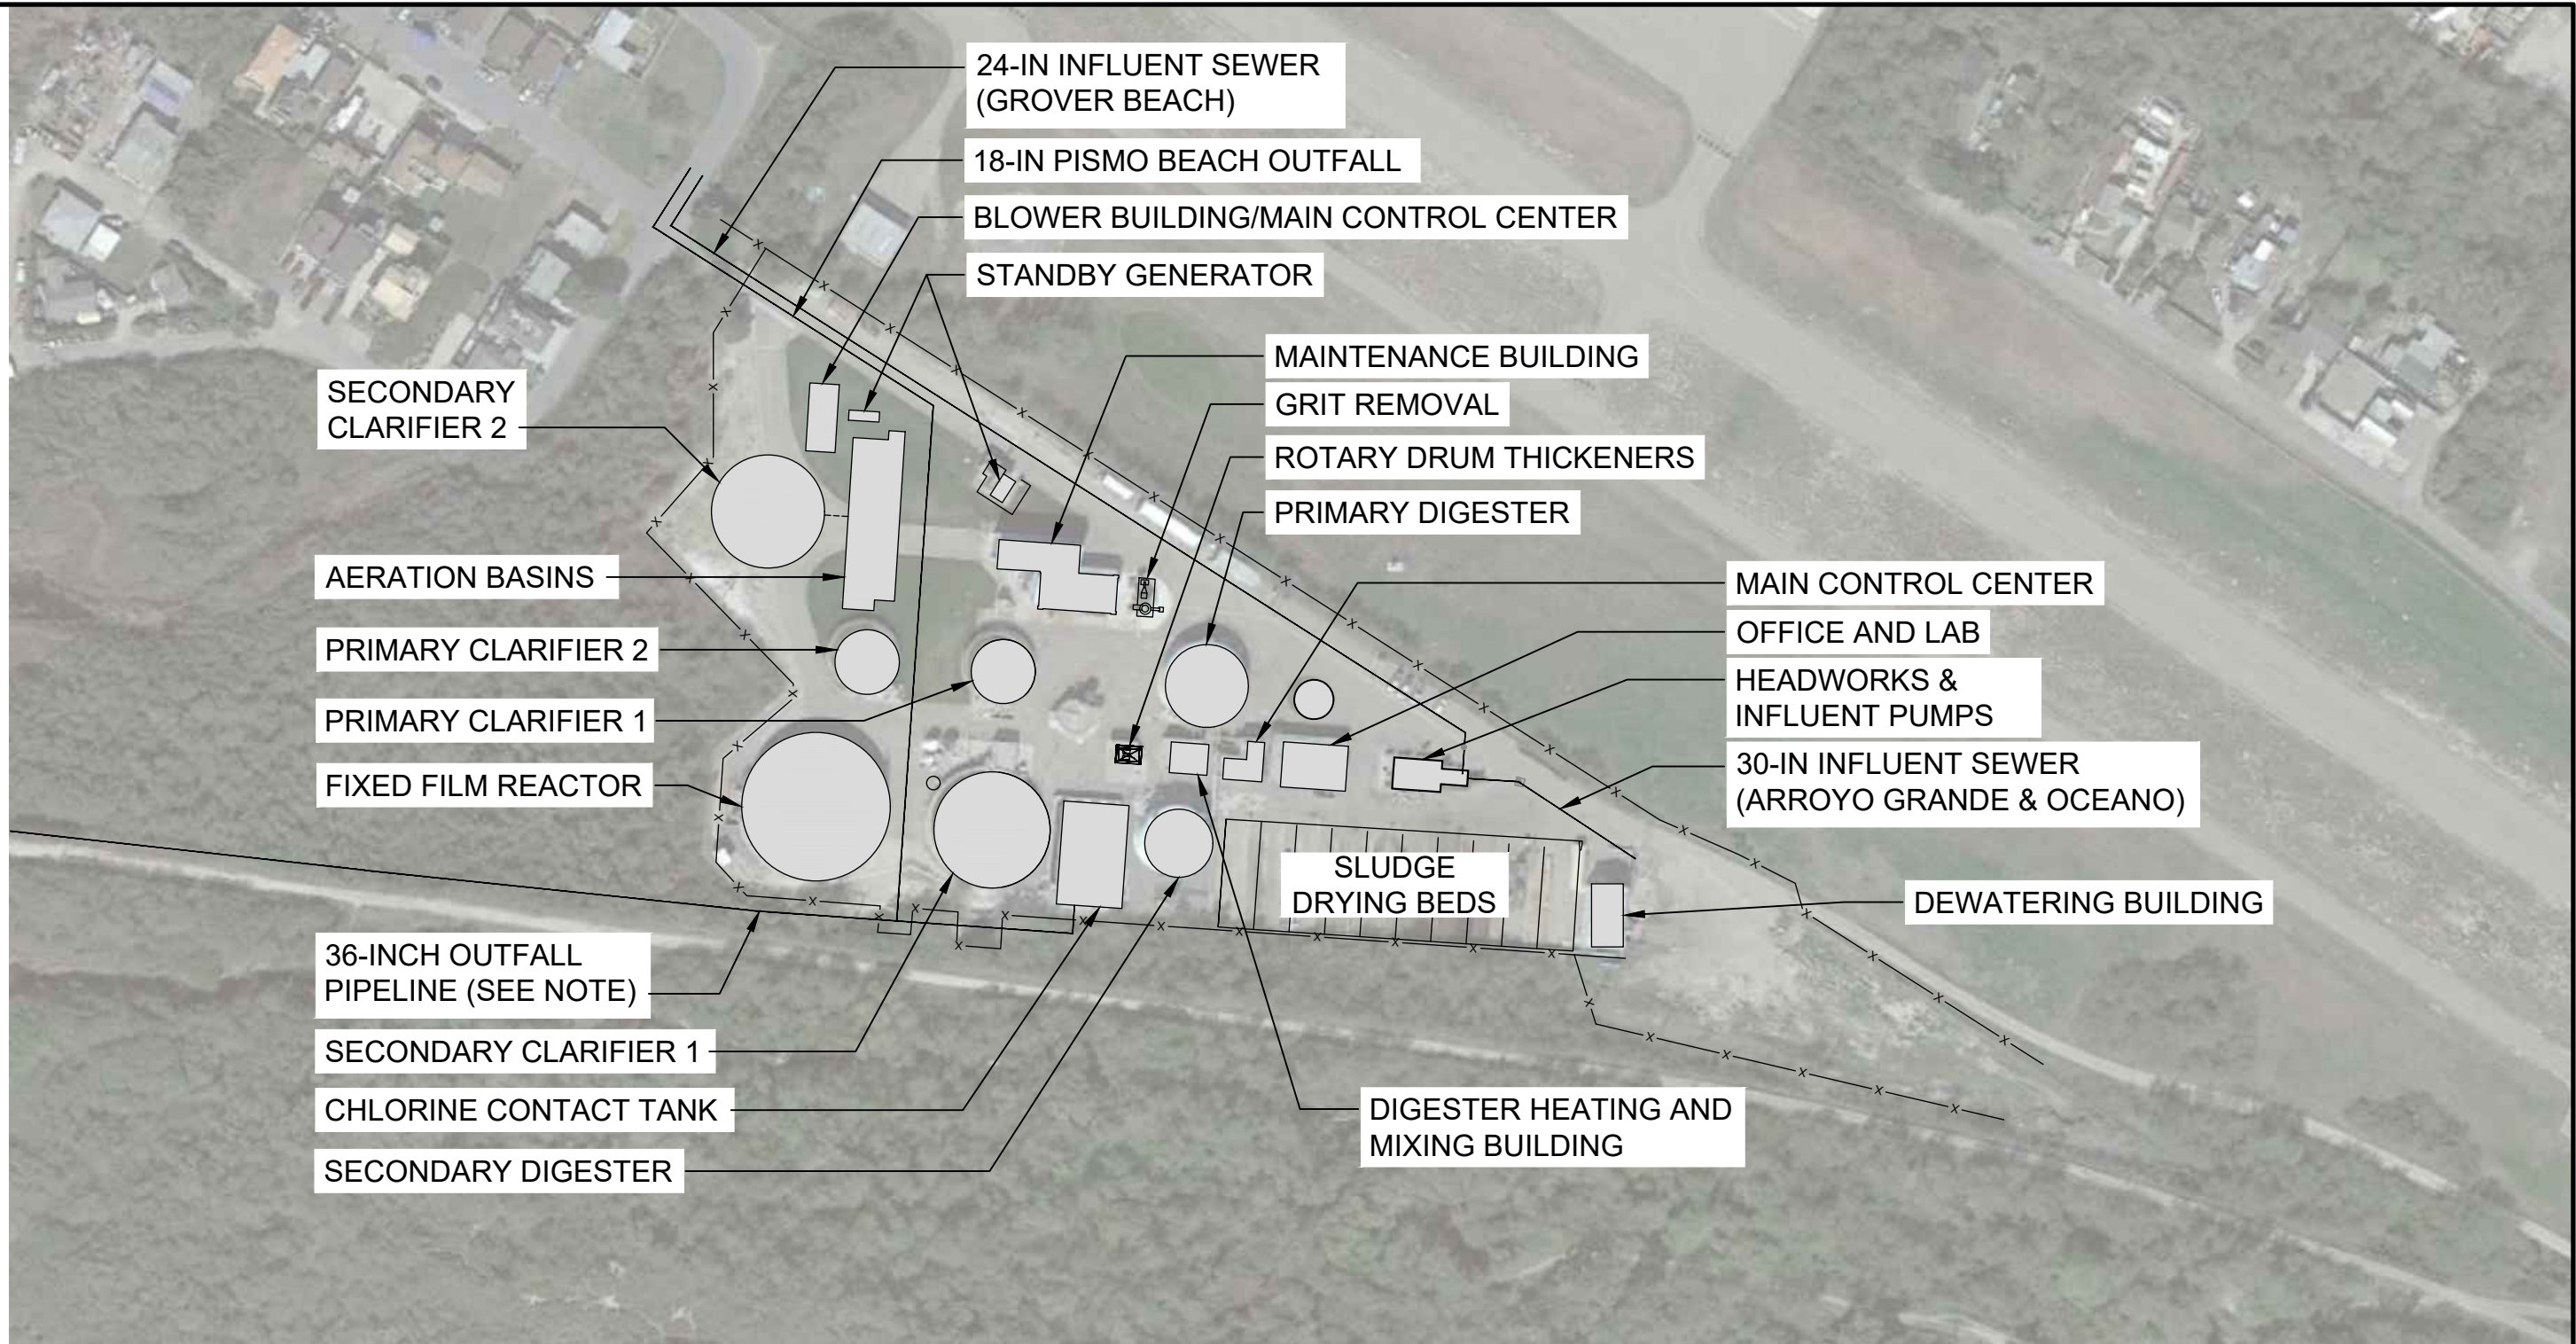 24-IN INFLUENT SEWER
(GROVER BEACH)
18-IN PISMO BEACH OUTFALL
BLOWER BUILDING/MAIN CONTROL CENTER
STANDBY GENERATOR
MAINTENANCE BUILDING
GRIT REMOVAL
ROTARY DRUM THICKENERS
PRIMARY DIGESTER
MAIN CONTROL CENTER
OFFICE AND LAB
HEADWORKS &
INFLUENT PUMPS
30-IN INFLUENT SEWER
(ARROYO GRANDE & OCEANO)
SECONDARY
CLARIFIER 2
AERATION BASINS
PRIMARY CLARIFIER 2
PRIMARY CLARIFIER 1
FIXED FILM REACTOR
SLUDGE
DRYING BEDS
DEWATERING BUILDING
36-INCH OUTFALL
PIPELINE (SEE NOTE)
SECONDARY CLARIFIER 1
CHLORINE CONTACT TANK
SECONDARY DIGESTER
DIGESTER HEATING AND
MIXING BUILDING